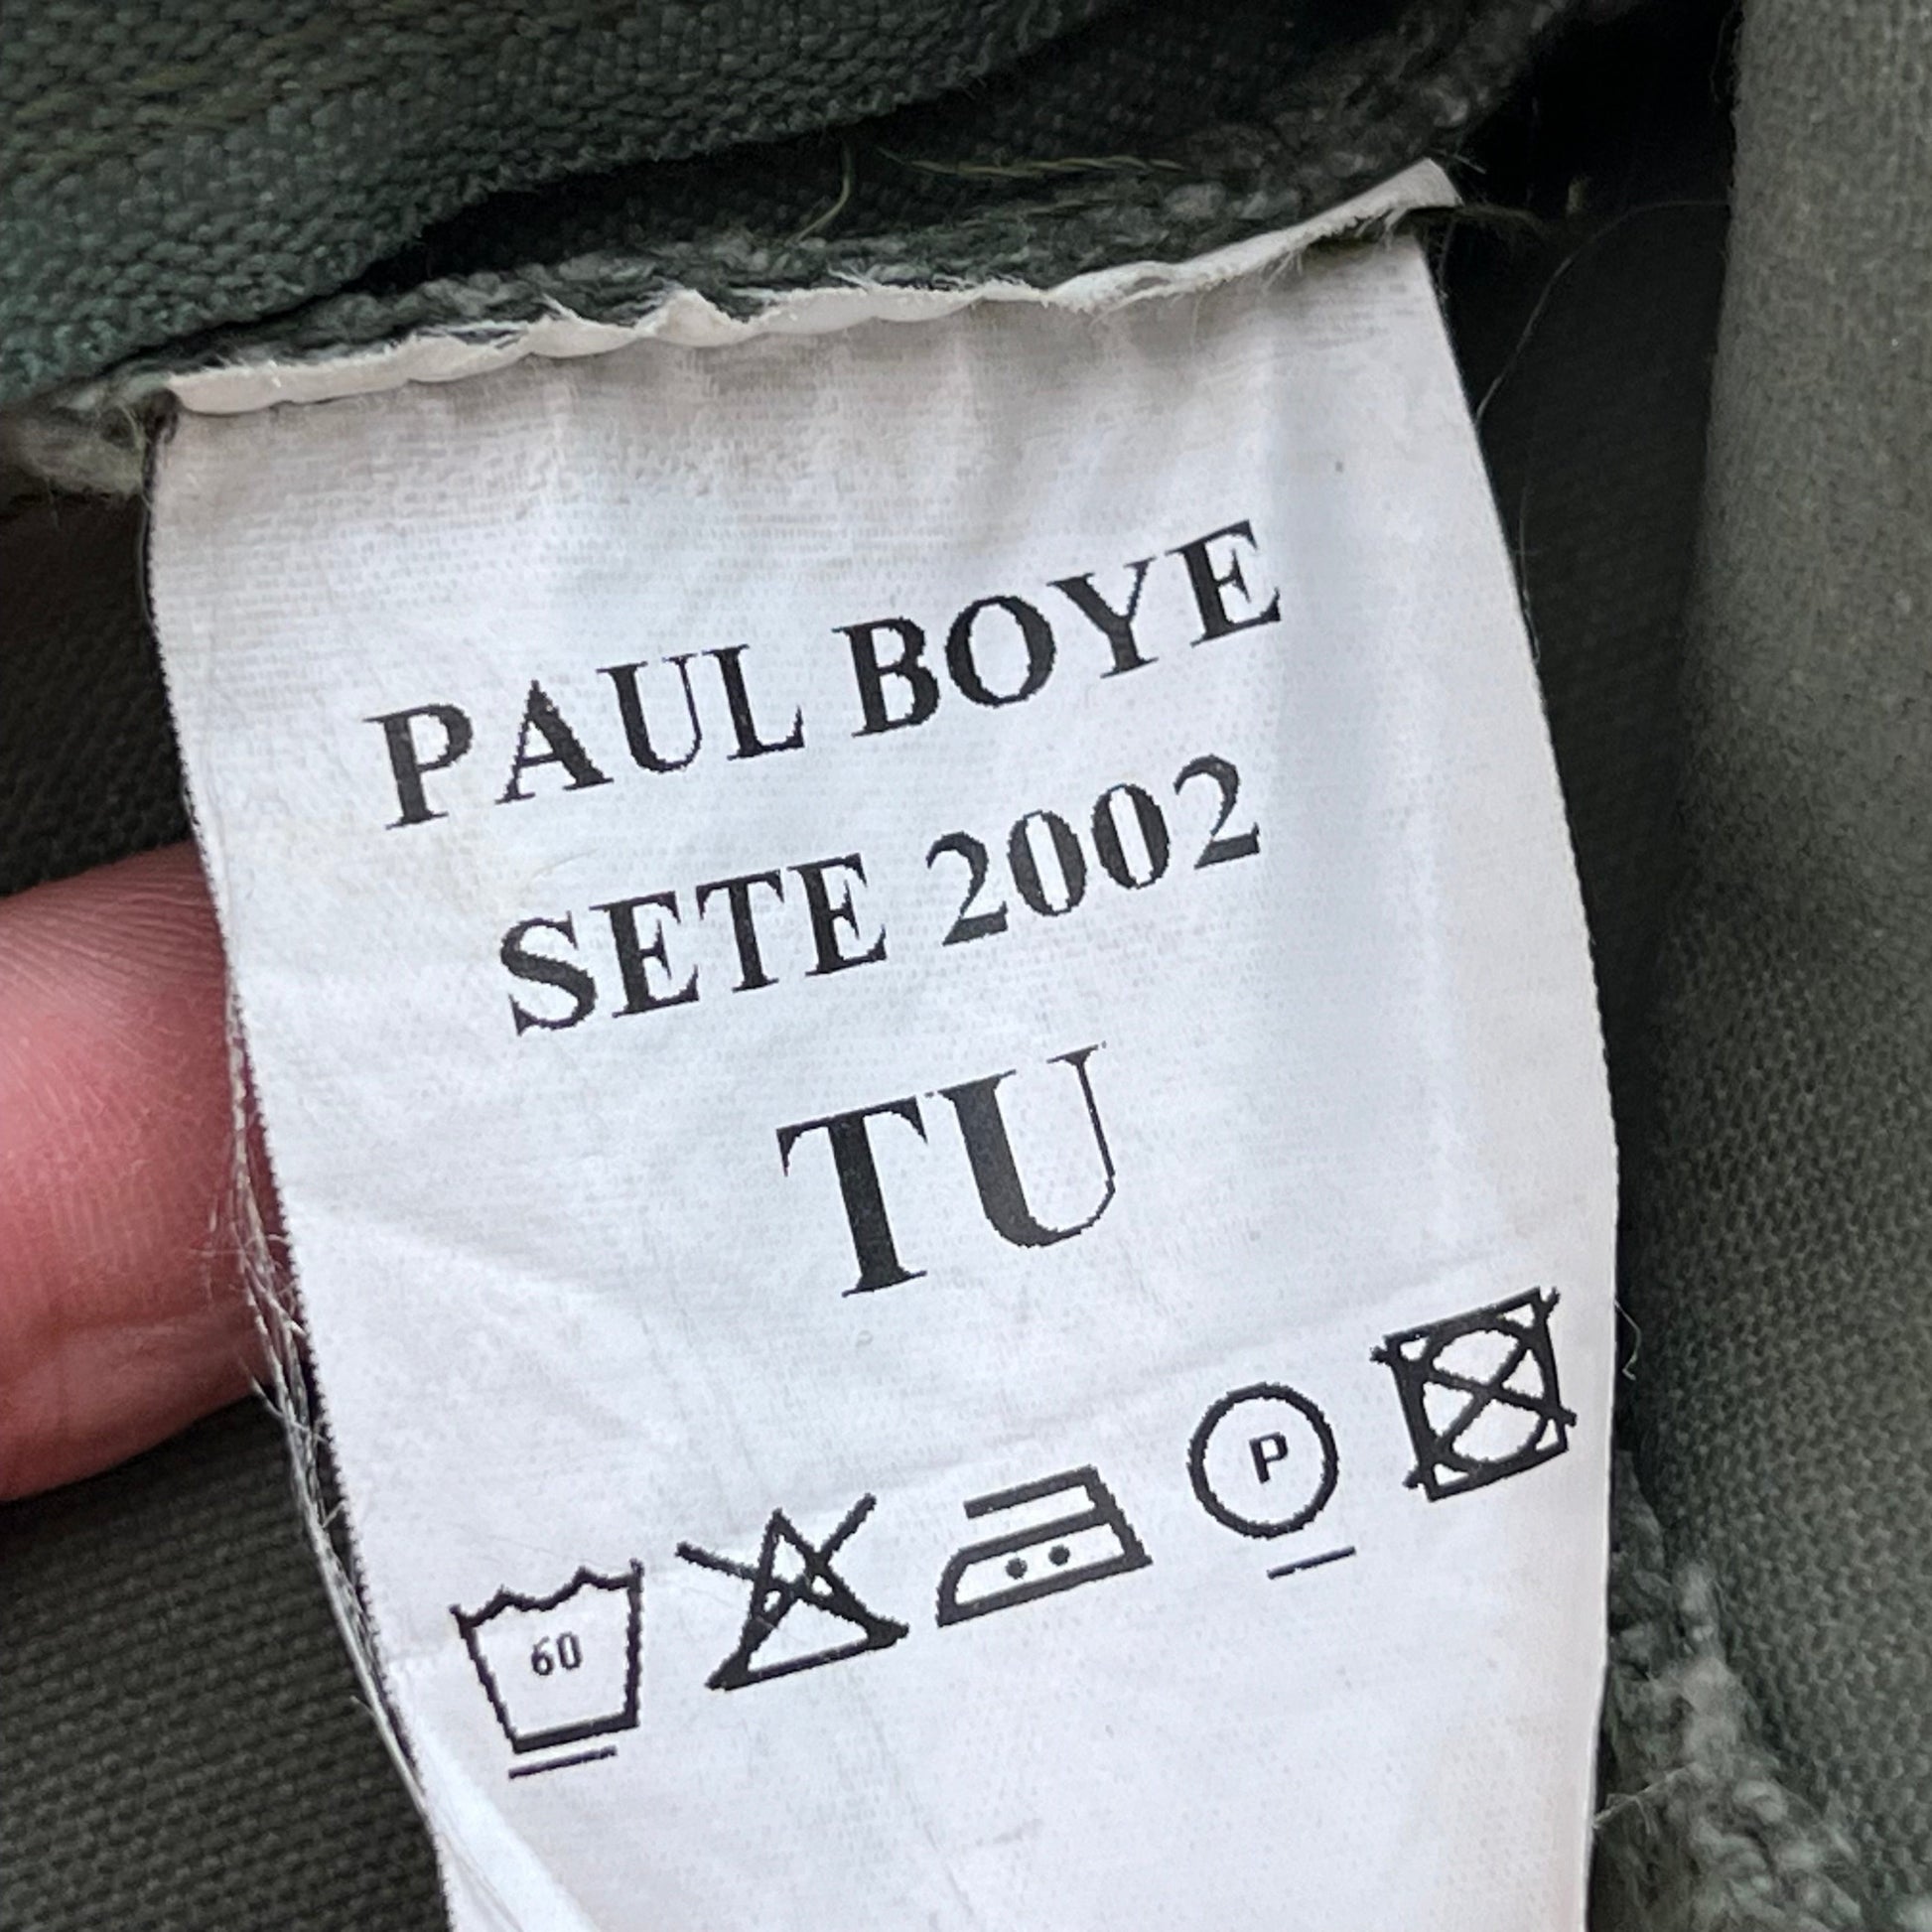 PAUL BOYE
SETE 2002
TU
60 P